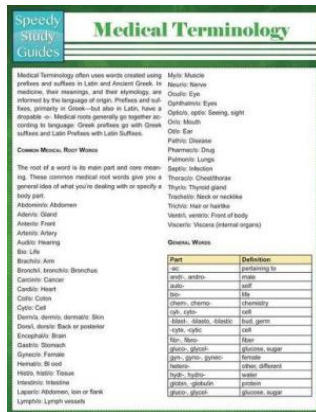 Speedy
Study
Guides
Medical Terminology
Medical Terminology often uses words created using
prefixes and suffixes in Latin and Ancient Greek. In
medicine, their meanings, and their etymology, are
informed by the language of origin. Prefixes and suf-
fixes, primarily in Greek—but also in Latin, have a
dropable -o-. Medical roots generally go together ac-
cording to language: Greek prefixes go with Greek
suffixes and Latin Prefixes with Latin Suffixes.
COMMON MEDICAL ROOT WORDS
The root of a word is its main part and core mean-
ing. These common medical root words give you a
general idea of what you're dealing with or specify a
body part.
Abdomin/o: Abdomen
Aden/o: Gland
Anter/o: Front
Arteri/o: Artery
Audi/o: Hearing
Bio: Life
Brachi/o: Arm
Bronch/i, bronch/o: Bronchus
Carcin/o: Cancer
Cardi/o: Heart
Col/o: Colon
Cyt/o: Cell
Derm/a, derm/o, dermat/o: Skin
Dors/i, dors/o: Back or posterior
Encephal/o: Brain
Gastr/o: Stomach
Gynec/o: Female
Hemat/o: Blood
Hist/o, histi/o: Tissue
Intestin/o: Intestine
Lapar/o: Abdomen, loin or flank
Lymph/o: Lymph vessels
My/o: Muscle
Neur/o: Nerve
Ocul/o: Eye
Ophthalm/o: Eyes
Optic/o, opt/o: Seeing, sight
Or/o: Mouth
Ot/o: Ear
Path/o: Disease
Pharmac/o: Drug
Pulmon/o: Lungs
Sept/o: Infection
Thorac/o: Chest/thorax
Thyr/o: Thyroid gland
Trachel/o: Neck or necklike
Trich/o: Hair or hairlike
Ventr/i, ventr/o: Front of body
Viscer/o: Viscera (internal organs)
GENERAL WORDS
Part Definition
-ac pertaining to
andr-, andro- male
auto- self
bio- life
chem-, chemo- chemistry
cyt-, cyto- cell
-blast-, -blasto, -blastic bud, germ
-cyte, -cytic cell
fibr-, fibro- fiber
gluco-, glycol- glucose, sugar
gyn-, gyno-, gynec- female
hetero- other, different
hydr-, hydro- water
globin, -globulin protein
gluco-, glycol- glucose, sugar